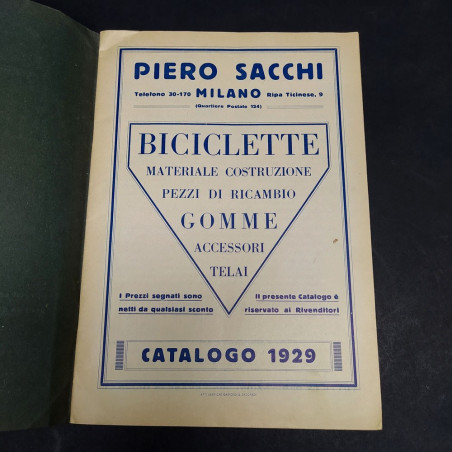 PIERO SACCHI
Telefono 30-170 MILANO Ripa Ticinese, 9
(Quartiere Postale 124)
BICICLETTE
MATERIALE COSTRUZIONE
PEZZI DI RICAMBIO
GOMME
ACCESSORI
TELAI
I Prezzi segnati sono
netti da qualsiasi sconto
Il presente Catalogo è
riservato ai Rivenditori
CATALOGO 1929